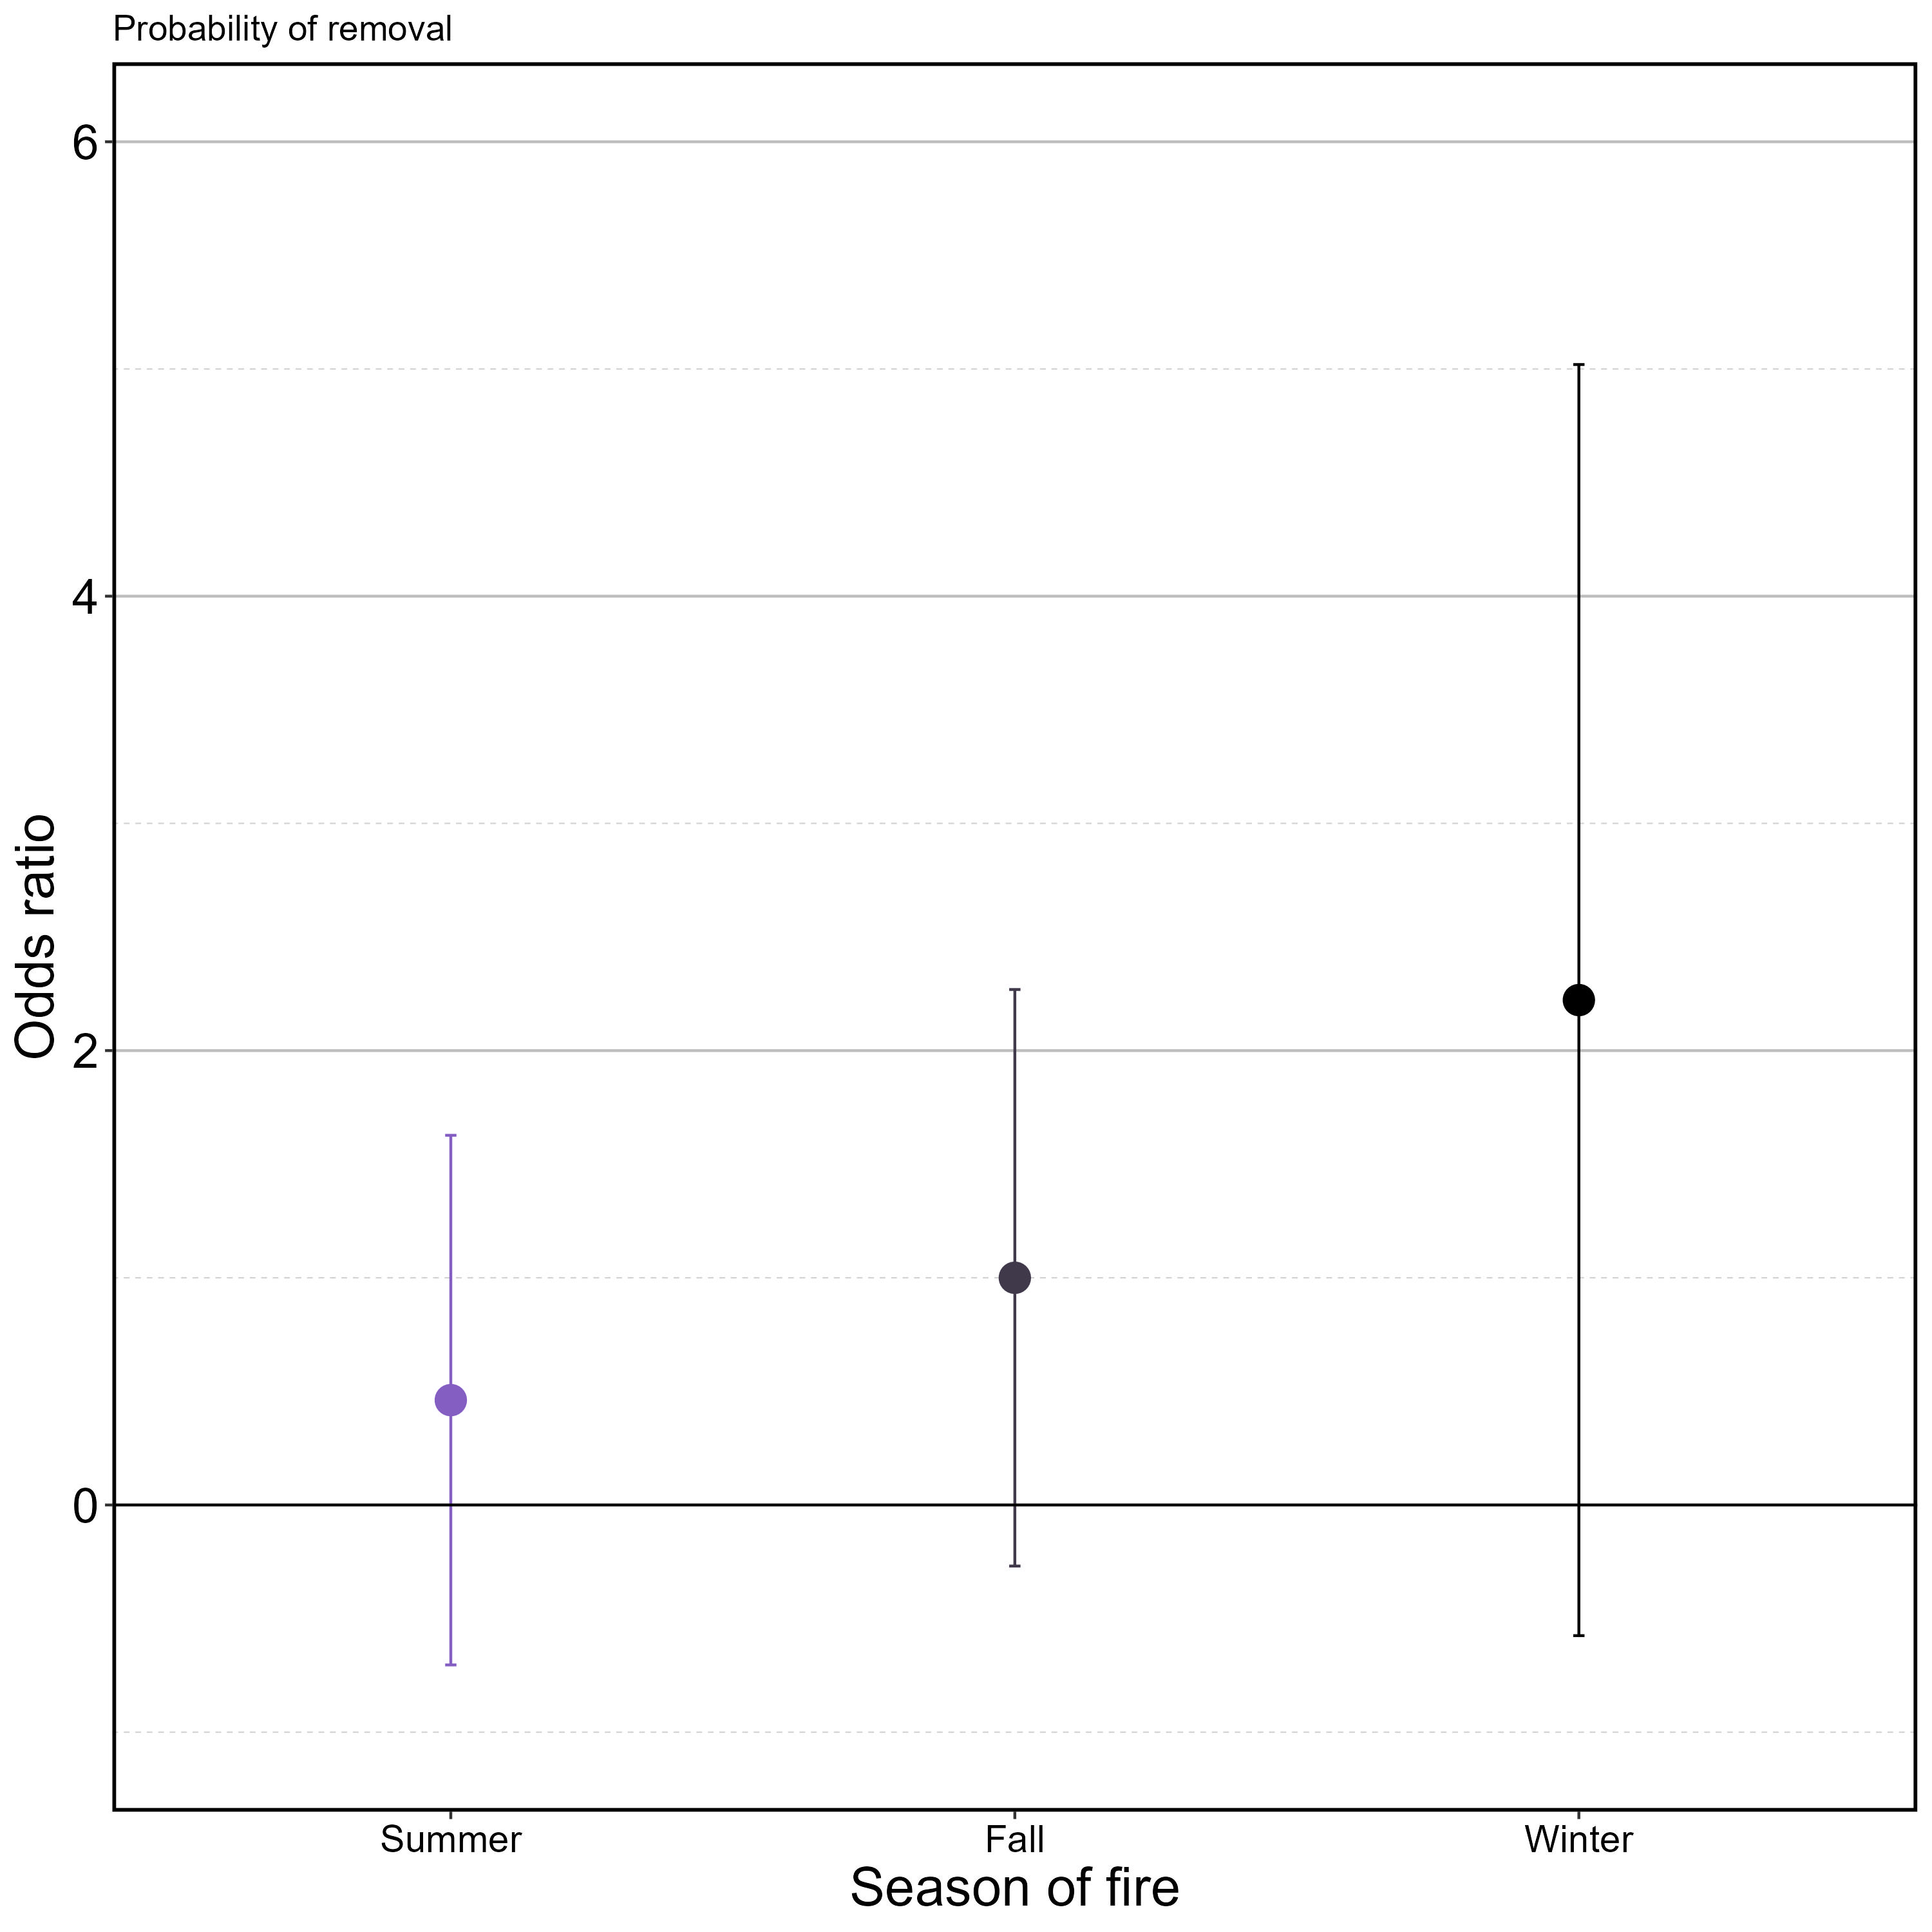 Probability of removal
6
4
2
0
Odds ratio
Summer Fall Winter
Season of fire